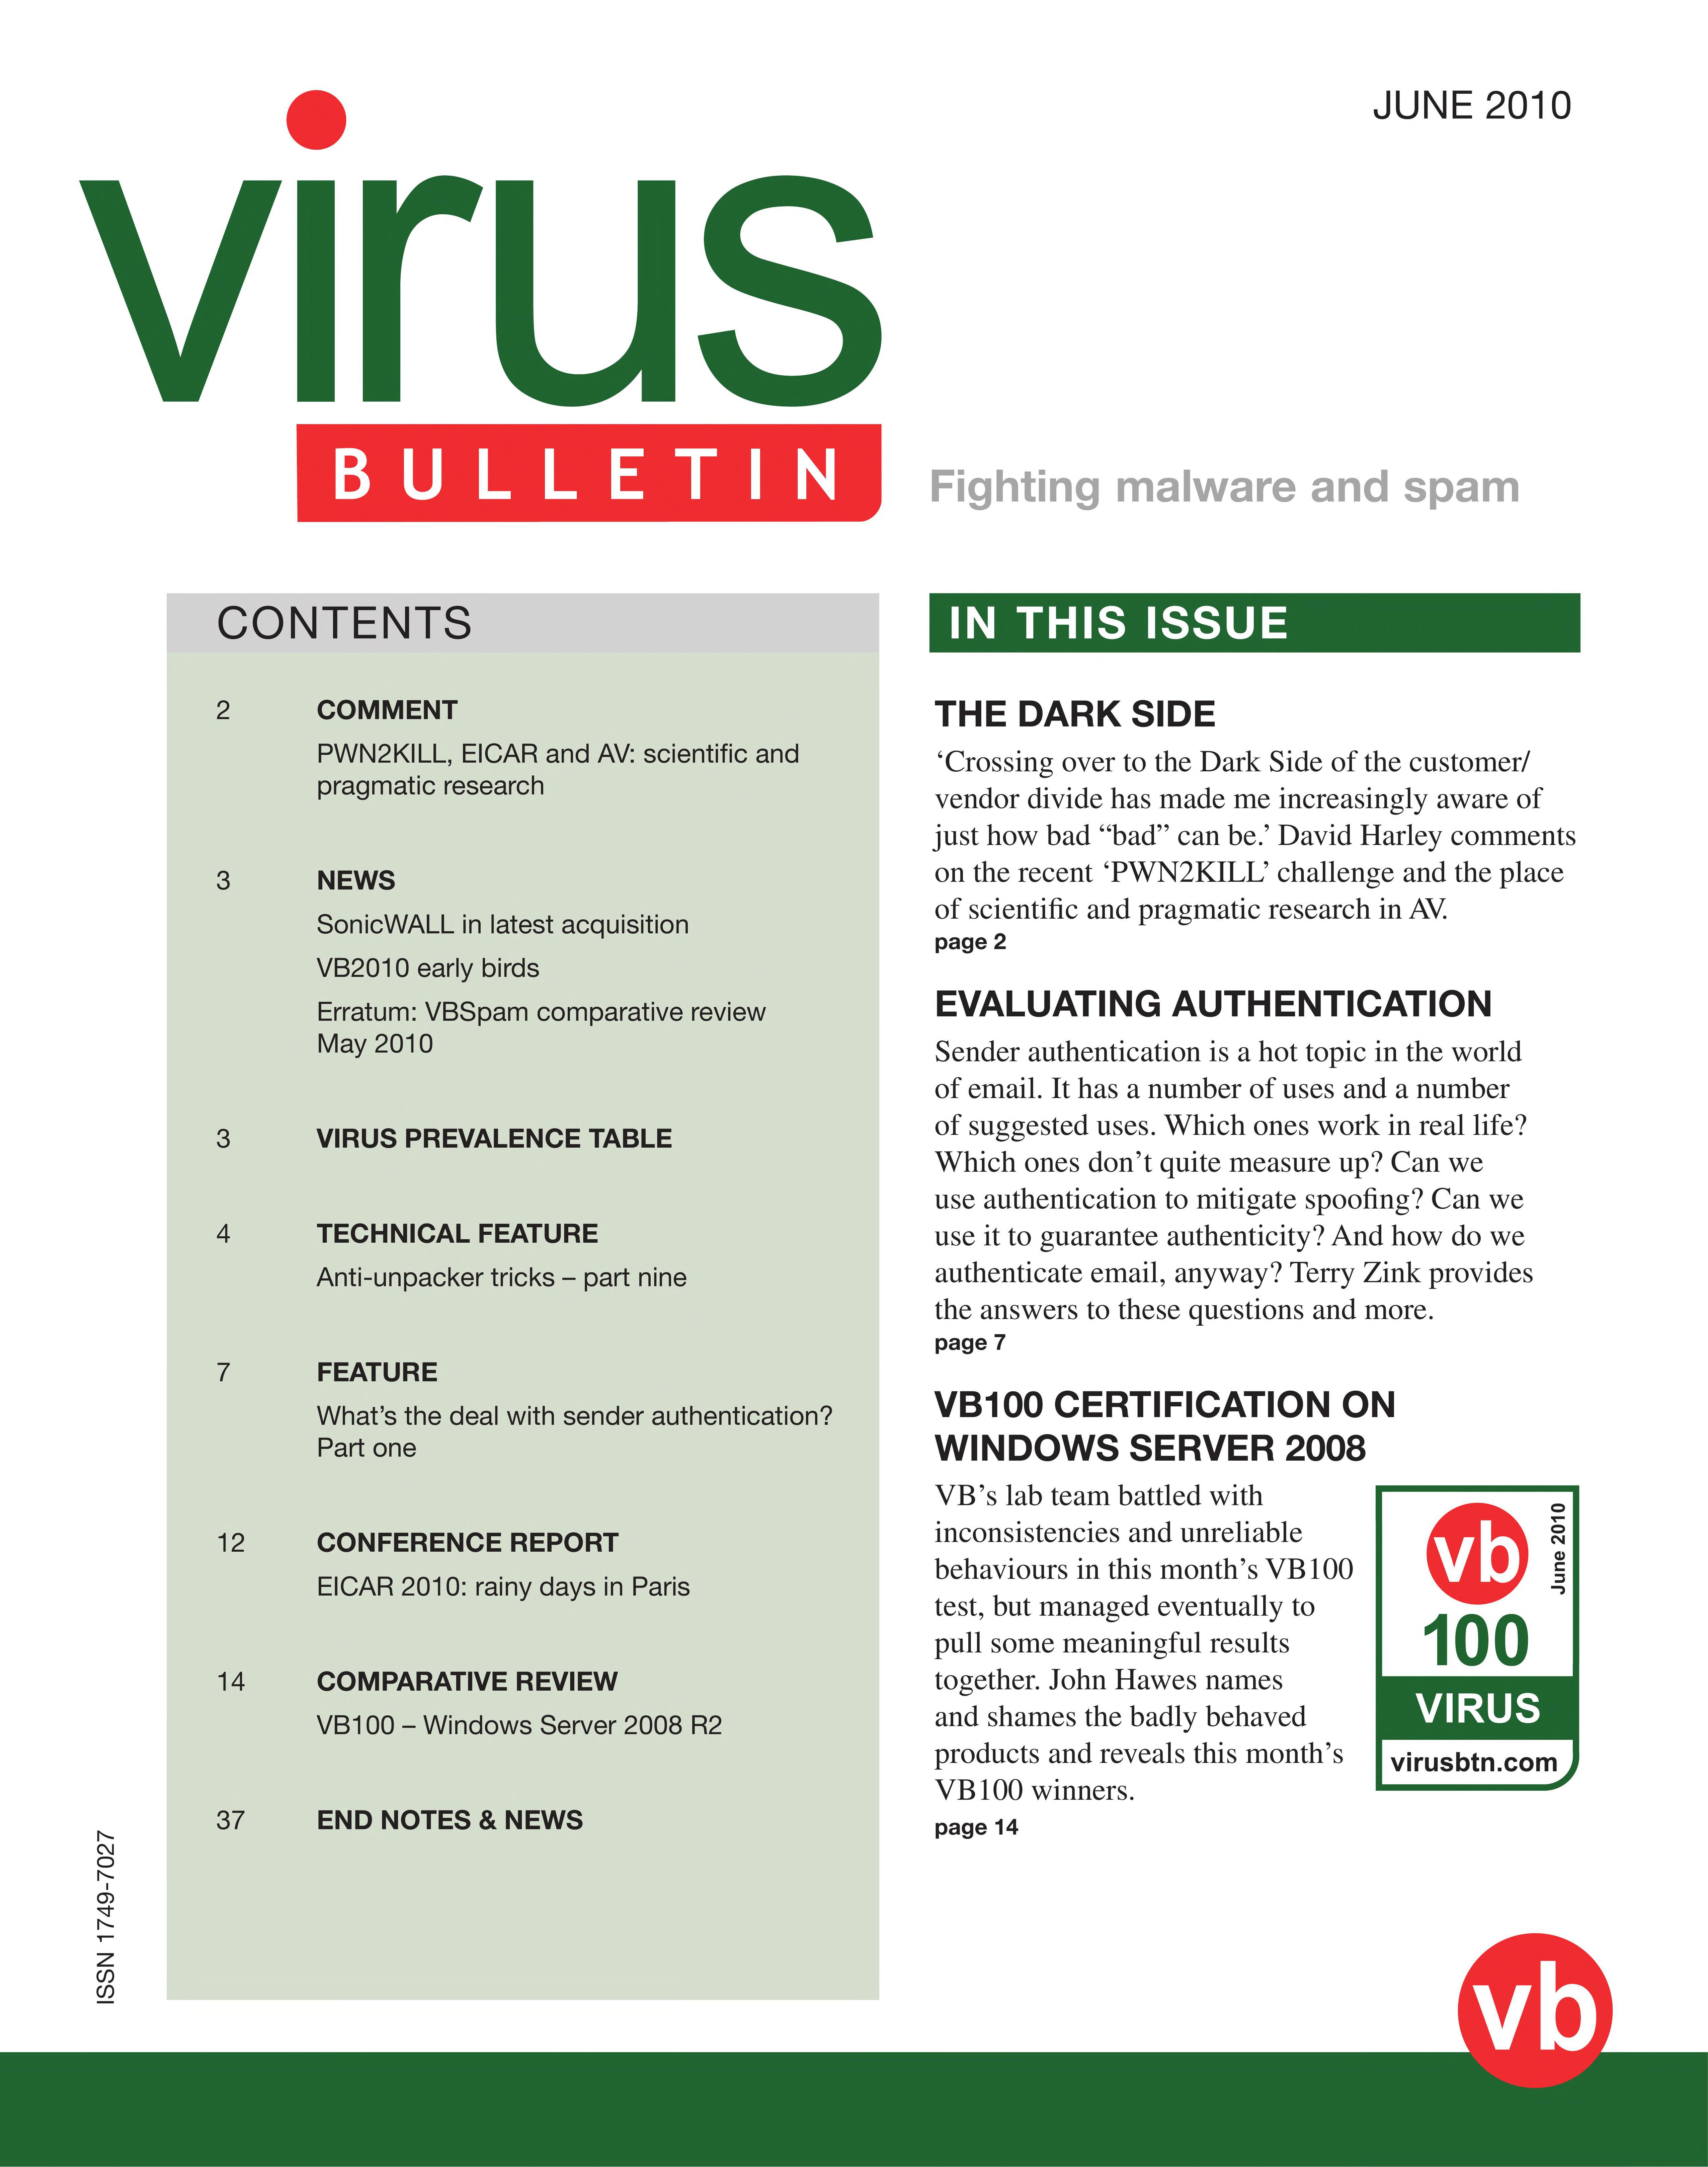 JUNE 2010
virus
BULLETIN
Fighting malware and spam
CONTENTS
2 COMMENT
PWN2KILL, EICAR and AV: scientific and
pragmatic research
3 NEWS
SonicWALL in latest acquisition
VB2010 early birds
Erratum: VBSpam comparative review
May 2010
3 VIRUS PREVALENCE TABLE
4 TECHNICAL FEATURE
Anti-unpacker tricks – part nine
7 FEATURE
What’s the deal with sender authentication?
Part one
12 CONFERENCE REPORT
EICAR 2010: rainy days in Paris
14 COMPARATIVE REVIEW
VB100 – Windows Server 2008 R2
37 END NOTES & NEWS
ISSN 1749-7027
IN THIS ISSUE
THE DARK SIDE
‘Crossing over to the Dark Side of the customer/
vendor divide has made me increasingly aware of
just how bad “bad” can be.’ David Harley comments
on the recent ‘PWN2KILL’ challenge and the place
of scientific and pragmatic research in AV.
page 2
EVALUATING AUTHENTICATION
Sender authentication is a hot topic in the world
of email. It has a number of uses and a number
of suggested uses. Which ones work in real life?
Which ones don’t quite measure up? Can we
use authentication to mitigate spoofing? Can we
use it to guarantee authenticity? And how do we
authenticate email, anyway? Terry Zink provides
the answers to these questions and more.
page 7
VB100 CERTIFICATION ON
WINDOWS SERVER 2008
VB’s lab team battled with
inconsistencies and unreliable
behaviours in this month’s VB100
test, but managed eventually to
pull some meaningful results
together. John Hawes names
and shames the badly behaved
products and reveals this month’s
VB100 winners.
page 14
vb
June 2010
100
VIRUS
virusbtn.com
vb